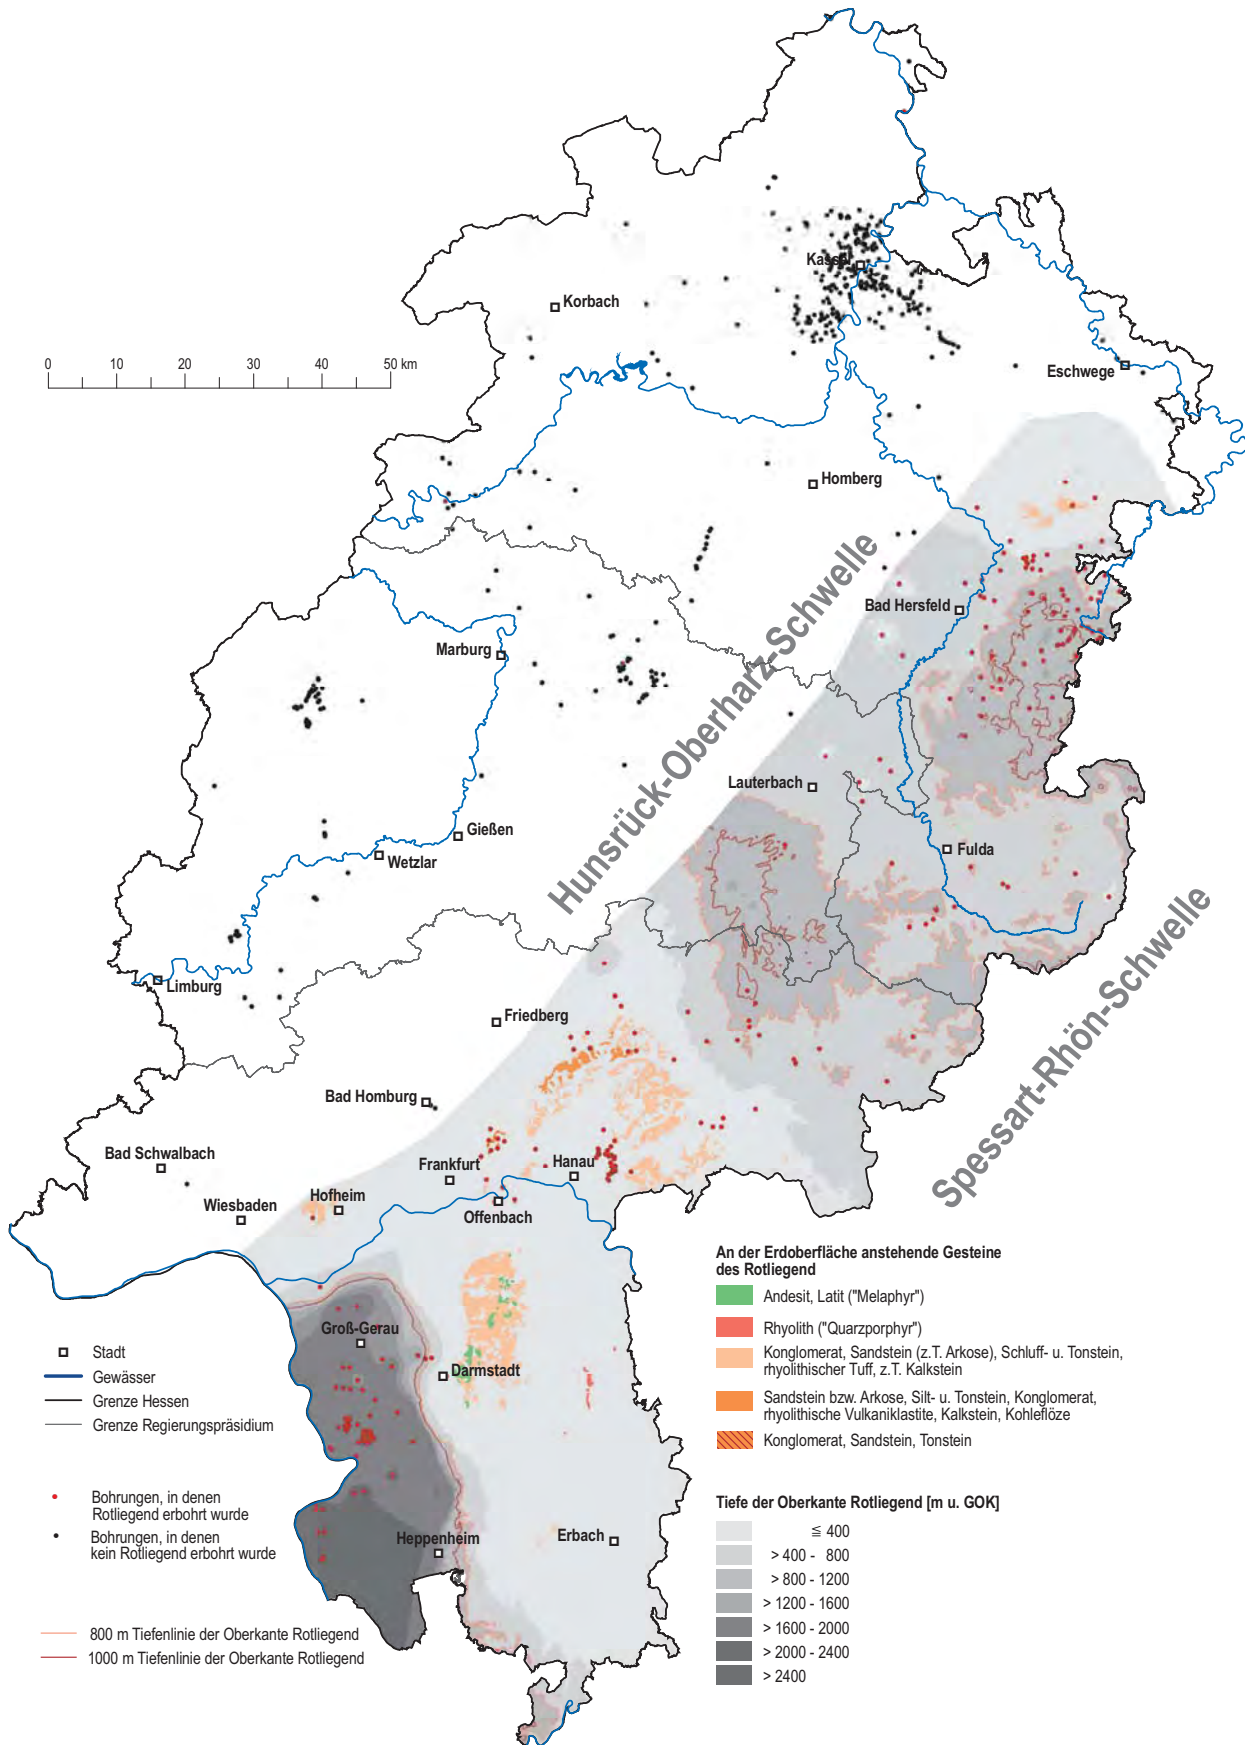 Kassel
Korbach
0 10 20 30 40 50 km
Eschwege
Homberg
Hunsrück-Oberharz-Schwelle
Bad Hersfeld
Marburg
Lauterbach
Gießen
Wetzlar
Fulda
Spessart-Rhön-Schwelle
Limburg
Friedberg
Bad Homburg
Bad Schwalbach
Frankfurt
Hanau
Wiesbaden
Hofheim
Offenbach
Groß-Gerau
Darmstadt
Heppenheim
Erbach
Stadt
Gewässer
Grenze Hessen
Grenze Regierungspräsidium
Bohrungen, in denen
Rotliegend erbohrt wurde
Bohrungen, in denen
kein Rotliegend erbohrt wurde
800 m Tiefenlinie der Oberkante Rotliegend
1000 m Tiefenlinie der Oberkante Rotliegend
An der Erdoberfläche anstehende Gesteine
des Rotliegend
Andesit, Latit ("Melaphyr")
Rhyolith ("Quarzporphyr")
Konglomerat, Sandstein (z.T. Arkose), Schluff- u. Tonstein,
rhyolithischer Tuff, z.T. Kalkstein
Sandstein bzw. Arkose, Silt- u. Tonstein, Konglomerat,
rhyolithische Vulkaniklastite, Kalkstein, Kohleflöze
Konglomerat, Sandstein, Tonstein
Tiefe der Oberkante Rotliegend [m u. GOK]
≦ 400
> 400 - 800
> 800 - 1200
> 1200 - 1600
> 1600 - 2000
> 2000 - 2400
> 2400